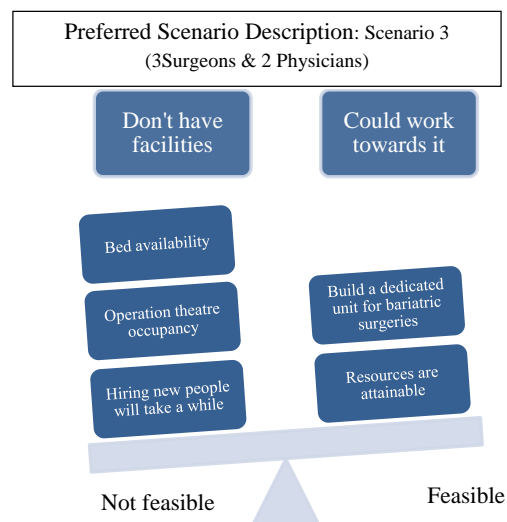 Preferred Scenario Description: Scenario 3
(3Surgeons & 2 Physicians)
Don't have
facilities
Could work
towards it
Bed availability
Operation theatre
occupancy
Hiring new people
will take a while
Build a dedicated
unit for bariatric
surgeries
Resources are
attainable
Not feasible
Feasible